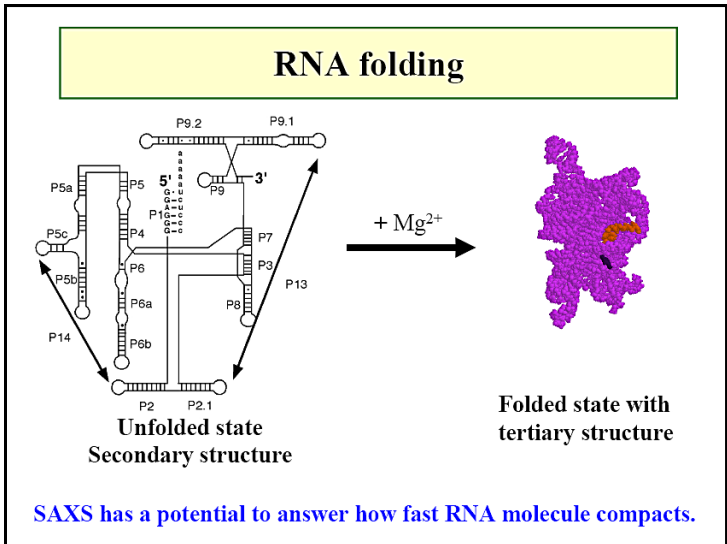 RNA folding
P9.2
P9.1
a
a
a
a
a
u
c
u
c
c
c
5'
G
G
A
G
G
G
3'
P9
P5a
P5
P1
P4
P5c
P7
P6
P3
P5b
P13
P6a
P8
P14
P6b
P2
P2.1
+ Mg²⁺
Unfolded state
Secondary structure
Folded state with
tertiary structure
SAXS has a potential to answer how fast RNA molecule compacts.